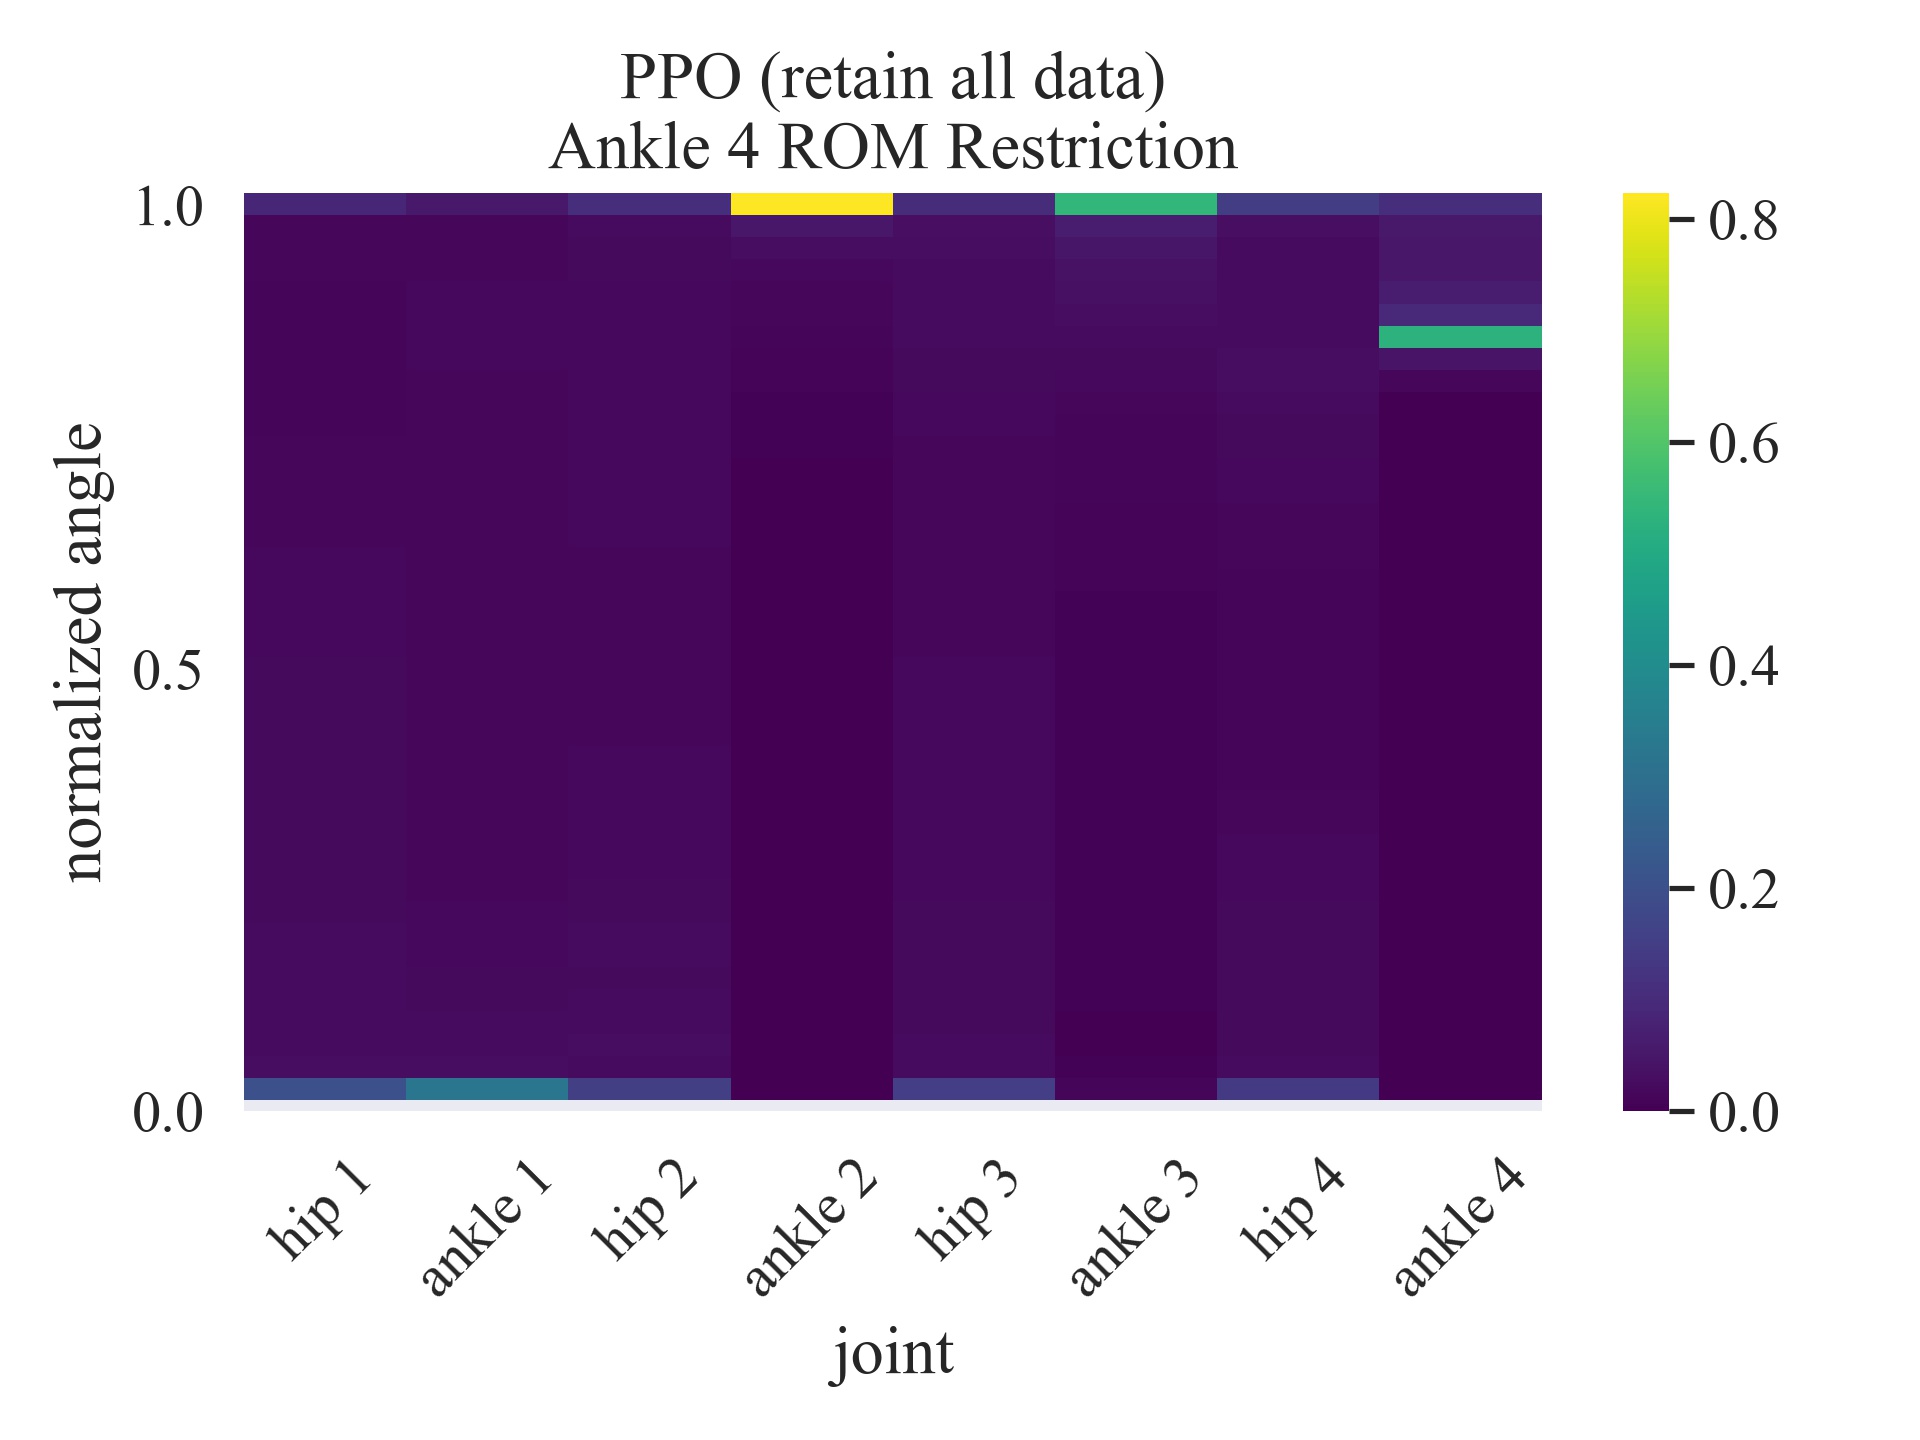 PPO (retain all data)
Ankle 4 ROM Restriction
normalized angle
1.0
0.5
0.0
0.8
0.6
0.4
0.2
0.0
hip 1
ankle 1
hip 2
ankle 2
hip 3
ankle 3
hip 4
ankle 4
joint